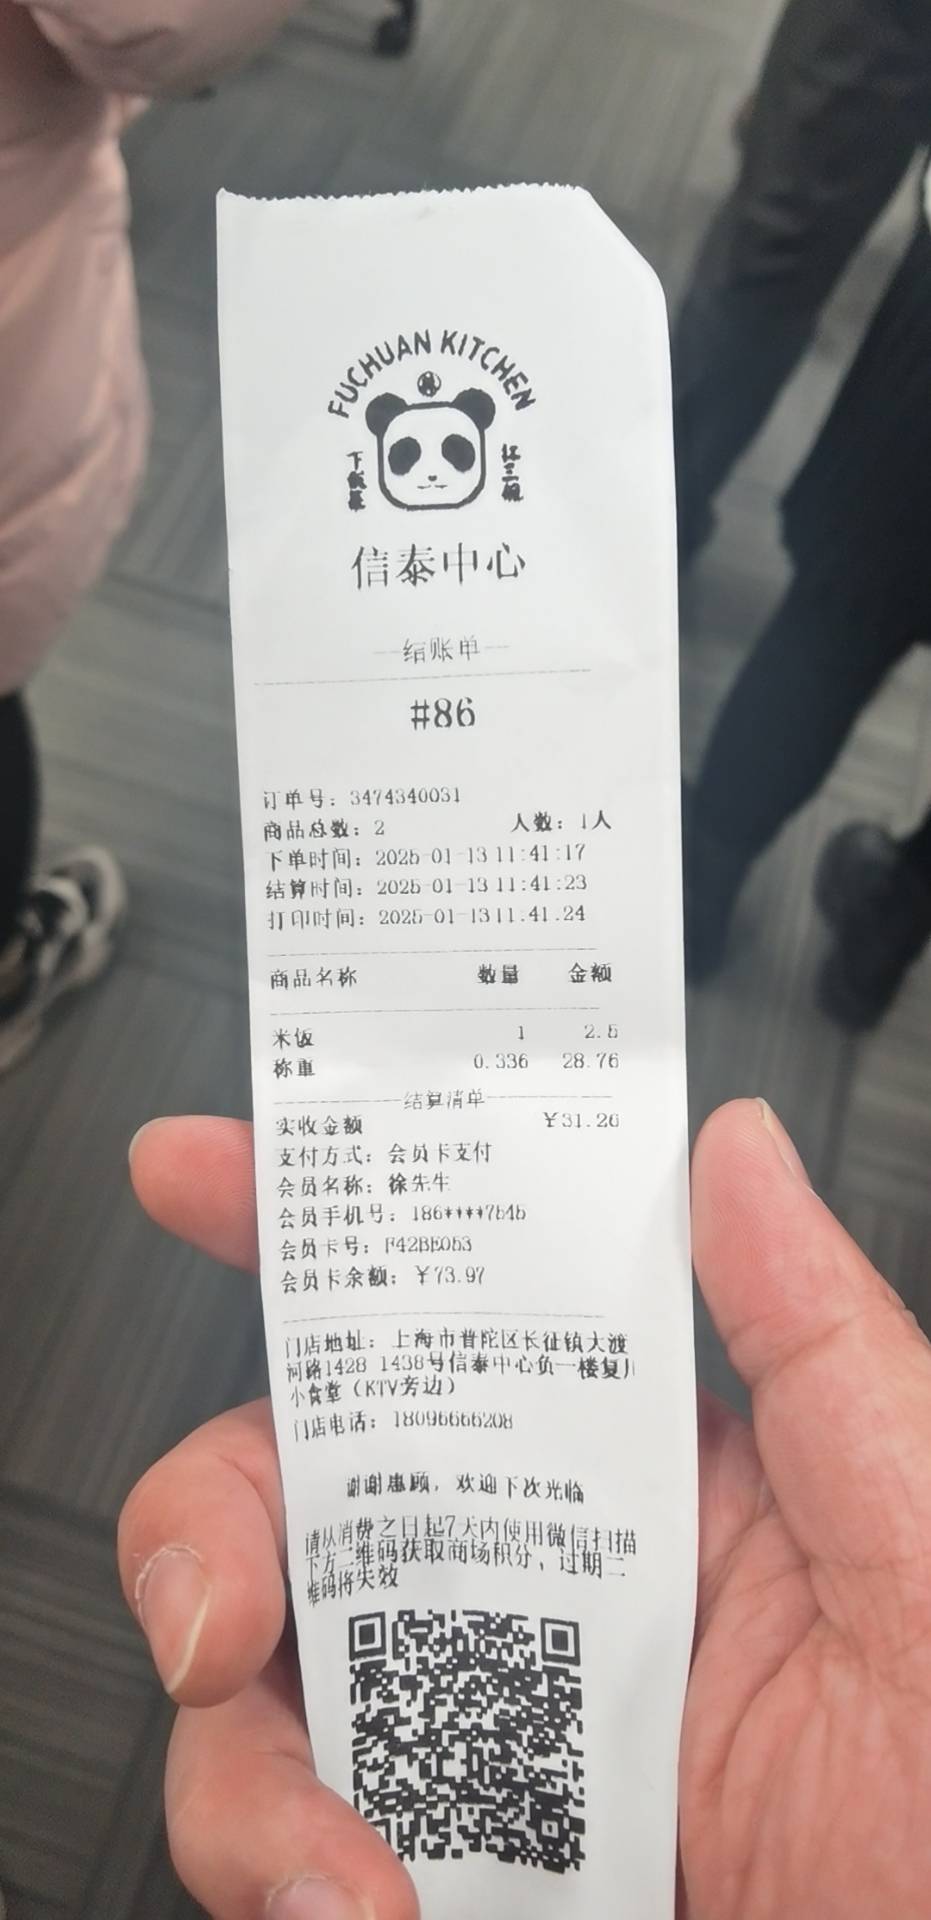 FUCHUAN KITCHEN
下饭菜
信泰中心
结账单
#86
订单号：3474340031
商品总数：2 人数：1人
下单时间：2025-01-13 11:41:17
结算时间：2025-01-13 11:41:23
打印时间：2025-01-13 11:41:24
商品名称 数量 金额
米饭 1 2.5
称重 0.336 28.76
结算清单
实收金额 ￥31.26
支付方式：会员卡支付
会员名称：徐先生
会员手机号：186****7545
会员卡号：F42BE053
会员卡余额：￥73.97
门店地址：上海市普陀区长征镇大渡
河路1428 1438号信泰中心负一楼复川
小食堂（KTV旁边）
门店电话：18096666208
谢谢惠顾，欢迎下次光临
请从消费之日起7天内使用微信扫描
下方二维码获取商场积分，过期二
维码将失效